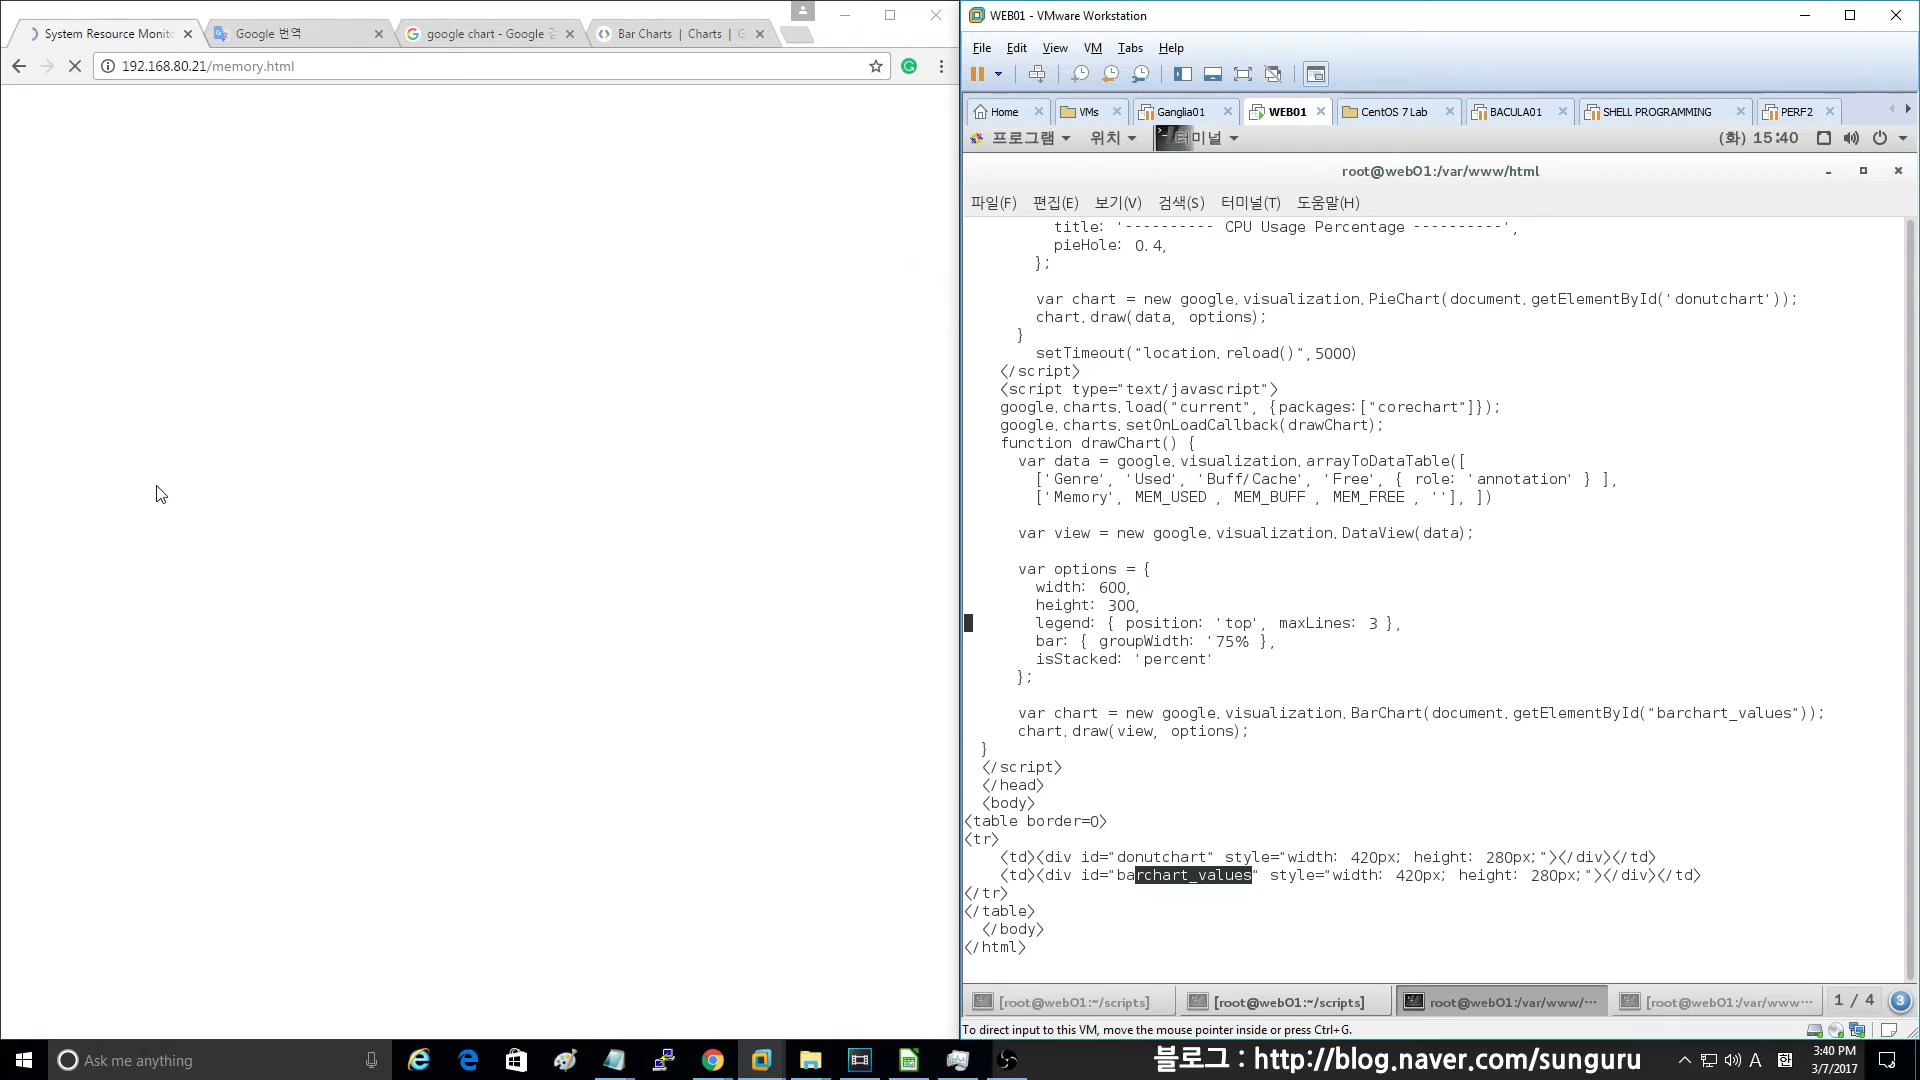 System Resource Monito
Google 번역
google chart - Google 검
Bar Charts | Charts | G
192.168.80.21/memory.html
WEB01 - VMware Workstation
File Edit View VM Tabs Help
Home VMs Ganglia01 WEB01 CentOS 7 Lab BACULA01 SHELL PROGRAMMING PERF2
프로그램 위치 터미널 (화) 15:40
root@web01:/var/www/html
파일(F) 편집(E) 보기(V) 검색(S) 터미널(T) 도움말(H)
title: '---------- CPU Usage Percentage ----------',
pieHole: 0.4,
};
var chart = new google.visualization.PieChart(document.getElementById('donutchart'));
chart.draw(data, options);
}
setTimeout("location.reload()",5000)
</script>
<script type="text/javascript">
google.charts.load("current", {packages:["corechart"]});
google.charts.setOnLoadCallback(drawChart);
function drawChart() {
var data = google.visualization.arrayToDataTable([
['Genre', 'Used', 'Buff/Cache', 'Free', { role: 'annotation' } ],
['Memory', MEM_USED , MEM_BUFF , MEM_FREE , ''], ])
var view = new google.visualization.DataView(data);
var options = {
width: 600,
height: 300,
legend: { position: 'top', maxLines: 3 },
bar: { groupWidth: '75% },
isStacked: 'percent'
};
var chart = new google.visualization.BarChart(document.getElementById("barchart_values"));
chart.draw(view, options);
}
</script>
</head>
<body>
<table border=0>
<tr>
<td><div id="donutchart" style="width: 420px; height: 280px;"></div></td>
<td><div id="barchart_values" style="width: 420px; height: 280px;"></div></td>
</tr>
</table>
</body>
</html>
[root@web01:~/scripts] [root@web01:~/scripts] root@web01:/var/www/··· [root@web01:/var/www··· 1 / 4 3
To direct input to this VM, move the mouse pointer inside or press Ctrl+G.
Ask me anything
블로그 : http://blog.naver.com/sunguru
A 한
3:40 PM
3/7/2017